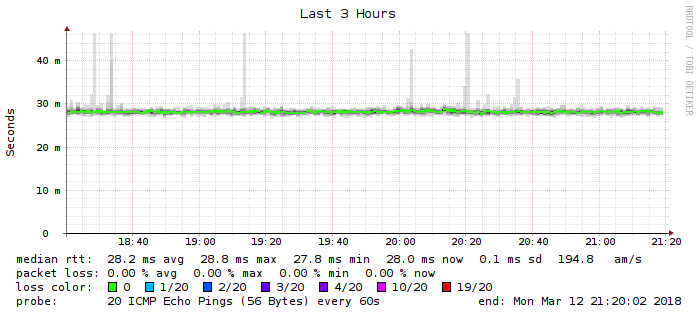 Last 3 Hours
RRDTOOL / TOBI OETIKER
Seconds
40 m
30 m
20 m
10 m
0
18:40 19:00 19:20 19:40 20:00 20:20 20:40 21:00 21:20
median rtt: 28.2 ms avg 28.8 ms max 27.8 ms min 28.0 ms now 0.1 ms sd 194.8 am/s
packet loss: 0.00 % avg 0.00 % max 0.00 % min 0.00 % now
loss color: 0 1/20 2/20 3/20 4/20 10/20 19/20
probe: 20 ICMP Echo Pings (56 Bytes) every 60s end: Mon Mar 12 21:20:02 2018